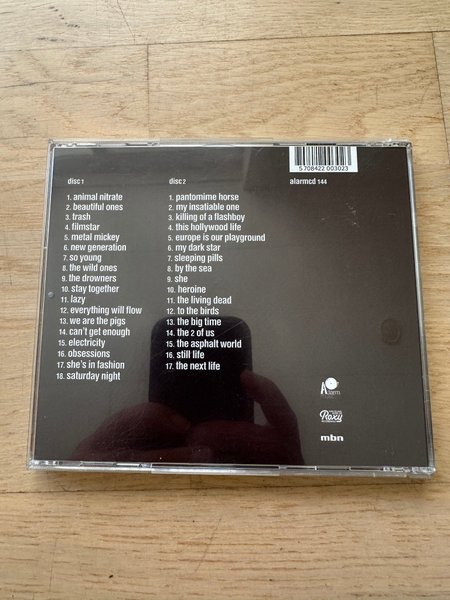 5 708422 003023
disc 1
1. animal nitrate
2. beautiful ones
3. trash
4. filmstar
5. metal mickey
6. new generation
7. so young
8. the wild ones
9. the drowners
10. stay together
11. lazy
12. everything will flow
13. we are the pigs
14. can't get enough
15. electricity
16. obsessions
17. she's in fashion
18. saturday night
disc 2
1. pantomime horse
2. my insatiable one
3. killing of a flashboy
4. this hollywood life
5. europe is our playground
6. my dark star
7. sleeping pills
8. by the sea
9. she
10. heroine
11. the living dead
12. to the birds
13. the big time
14. the 2 of us
15. the asphalt world
16. still life
17. the next life
alarmcd 144
Alarm
Roxy
mbn